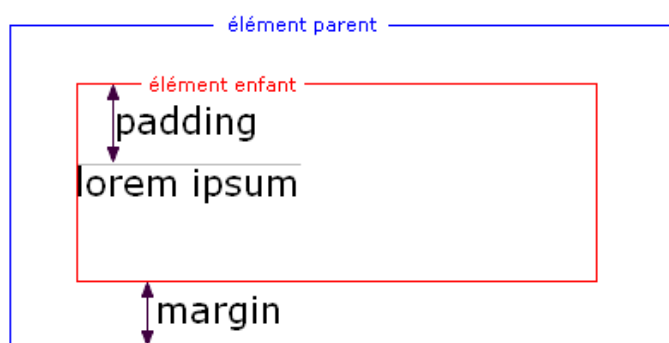 élément parent
élément enfant
padding
lorem ipsum
margin